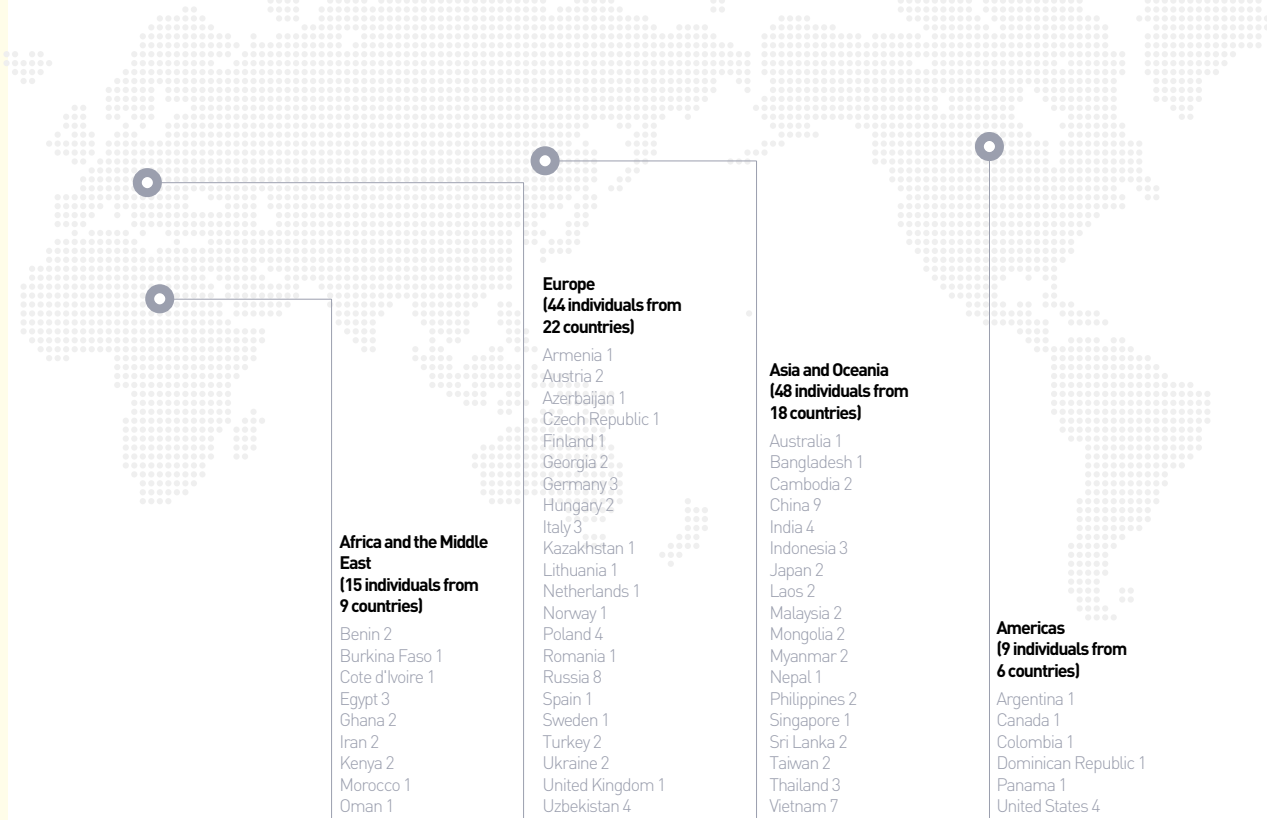 Africa and the Middle
East
(15 individuals from
9 countries)
Benin 2
Burkina Faso 1
Cote d'Ivoire 1
Egypt 3
Ghana 2
Iran 2
Kenya 2
Morocco 1
Oman 1
Europe
(44 individuals from
22 countries)
Armenia 1
Austria 2
Azerbaijan 1
Czech Republic 1
Finland 1
Georgia 2
Germany 3
Hungary 2
Italy 3
Kazakhstan 1
Lithuania 1
Netherlands 1
Norway 1
Poland 4
Romania 1
Russia 8
Spain 1
Sweden 1
Turkey 2
Ukraine 2
United Kingdom 1
Uzbekistan 4
Asia and Oceania
(48 individuals from
18 countries)
Australia 1
Bangladesh 1
Cambodia 2
China 9
India 4
Indonesia 3
Japan 2
Laos 2
Malaysia 2
Mongolia 2
Myanmar 2
Nepal 1
Philippines 2
Singapore 1
Sri Lanka 2
Taiwan 2
Thailand 3
Vietnam 7
Americas
(9 individuals from
6 countries)
Argentina 1
Canada 1
Colombia 1
Dominican Republic 1
Panama 1
United States 4